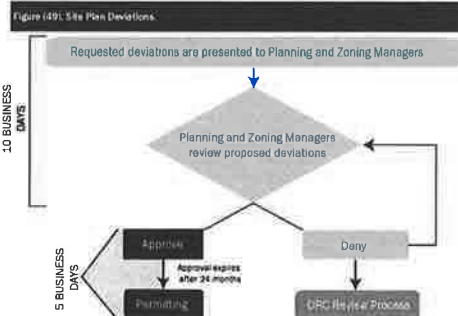 Figure (49). Site Plan Deviations.
Requested deviations are presented to Planning and Zoning Managers
10 BUSINESS
DAYS
Planning and Zoning Managers
review proposed deviations
Approve
Deny
5 BUSINESS
DAYS
Approval expires
after 24 months
Permitting
DRC Review Process